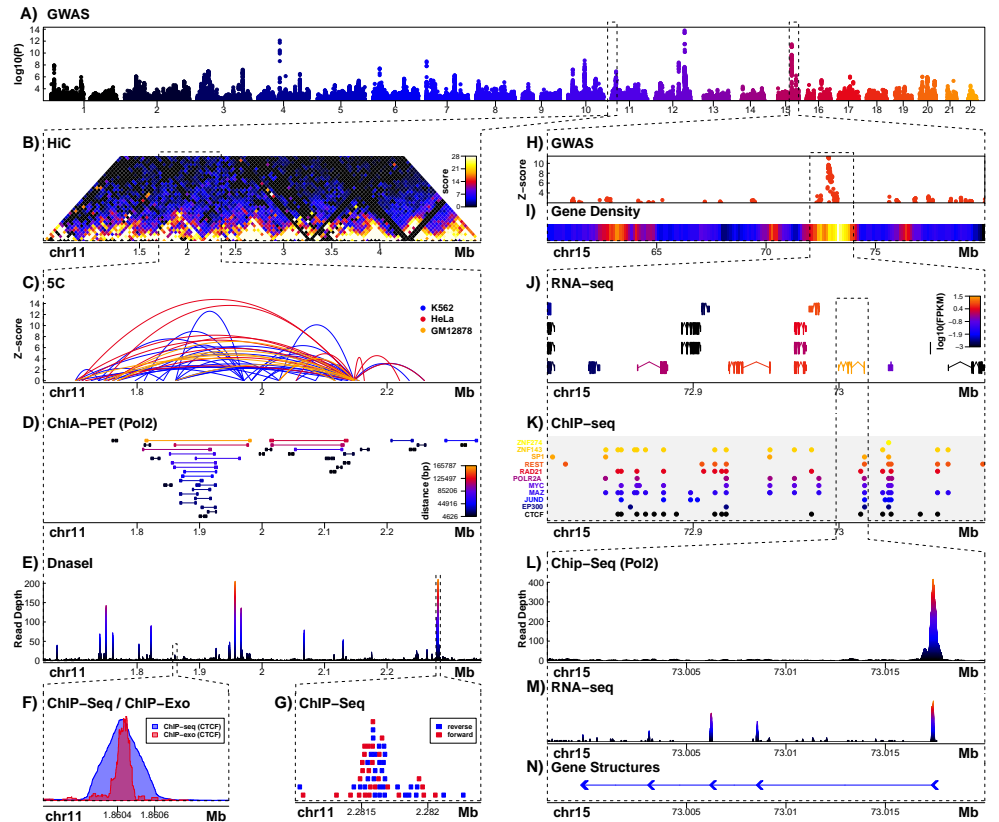 A) GWAS
log10(P)
14
12
10
8
6
4
1 2 3 4 5 6 7 8 9 10 11 12 13 14 15 16 17 18 19 20 21 22
B) HiC
score
28
21
14
7
0
chr11 1.5 2 2.5 3 3.5 4 Mb
C) 5C
Z-score
14
12
10
8
6
4
2
0
K562
HeLa
GM12878
chr11 1.8 2 2.2 Mb
D) ChIA-PET (Pol2)
distance (bp)
165787
125497
85206
44916
4626
chr11 1.8 1.9 2 2.1 2.2 Mb
E) DnaseI
Read Depth
200
150
100
50
0
chr11 1.8 1.9 2 2.1 2.2 Mb
F) ChIP-Seq / ChIP-Exo
ChIP-seq (CTCF)
ChIP-exo (CTCF)
chr11 1.8604 1.8606 Mb
G) ChIP-Seq
reverse
forward
chr11 2.2815 2.282 Mb
H) GWAS
Z-score
10
8
6
4
2
I) Gene Density
chr15 65 70 75 Mb
J) RNA-seq
log10(FPKM)
1.5
0.4
-0.8
-1.9
-3
chr15 72.9 73 Mb
K) ChIP-seq
ZNF274
ZNF143
SP1
REST
RAD21
POLR2A
MYC
MAZ
JUND
EP300
CTCF
chr15 72.9 73 Mb
L) Chip-Seq (Pol2)
Read Depth
400
300
200
100
0
chr15 73.005 73.01 73.015 Mb
M) RNA-seq
chr15 73.005 73.01 73.015 Mb
N) Gene Structures
chr15 73.005 73.01 73.015 Mb